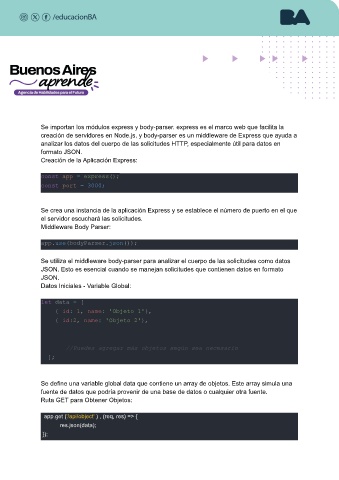 /educacionBA
BA
Buenos Aires
aprende
Agencia de Habilidades para el Futuro
Se importan los módulos express y body-parser. express es el marco web que facilita la
creación de servidores en Node.js, y body-parser es un middleware de Express que ayuda a
analizar los datos del cuerpo de las solicitudes HTTP, especialmente útil para datos en
formato JSON.
Creación de la Aplicación Express:
const app = express();
const port = 3000;
Se crea una instancia de la aplicación Express y se establece el número de puerto en el que
el servidor escuchará las solicitudes.
Middleware Body Parser:
app.use(bodyParser.json());
Se utiliza el middleware body-parser para analizar el cuerpo de las solicitudes como datos
JSON. Esto es esencial cuando se manejan solicitudes que contienen datos en formato
JSON.
Datos Iniciales - Variable Global:
let data = [
{ id: 1, name: 'Objeto 1'},
{ id:2, name: 'Objeto 2'},
//Puedes agregar más objetos según sea necesario
];
Se define una variable global data que contiene un array de objetos. Este array simula una
fuente de datos que podría provenir de una base de datos o cualquier otra fuente.
Ruta GET para Obtener Objetos:
app get ('/api/object' ) , (req, res) => {
res.json(data);
});